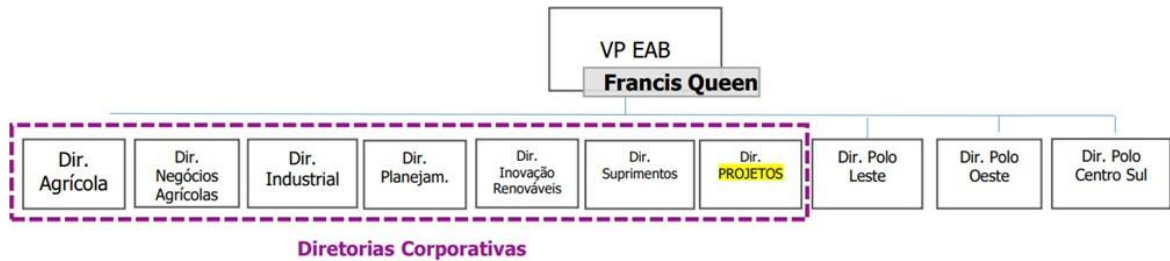 VP EAB
Francis Queen
Dir.
Agrícola
Dir.
Negócios
Agrícolas
Dir.
Industrial
Dir.
Planejam.
Dir.
Inovação
Renováveis
Dir.
Suprimentos
Dir.
PROJETOS
Dir. Polo
Leste
Dir. Polo
Oeste
Dir. Polo
Centro Sul
Diretorias Corporativas